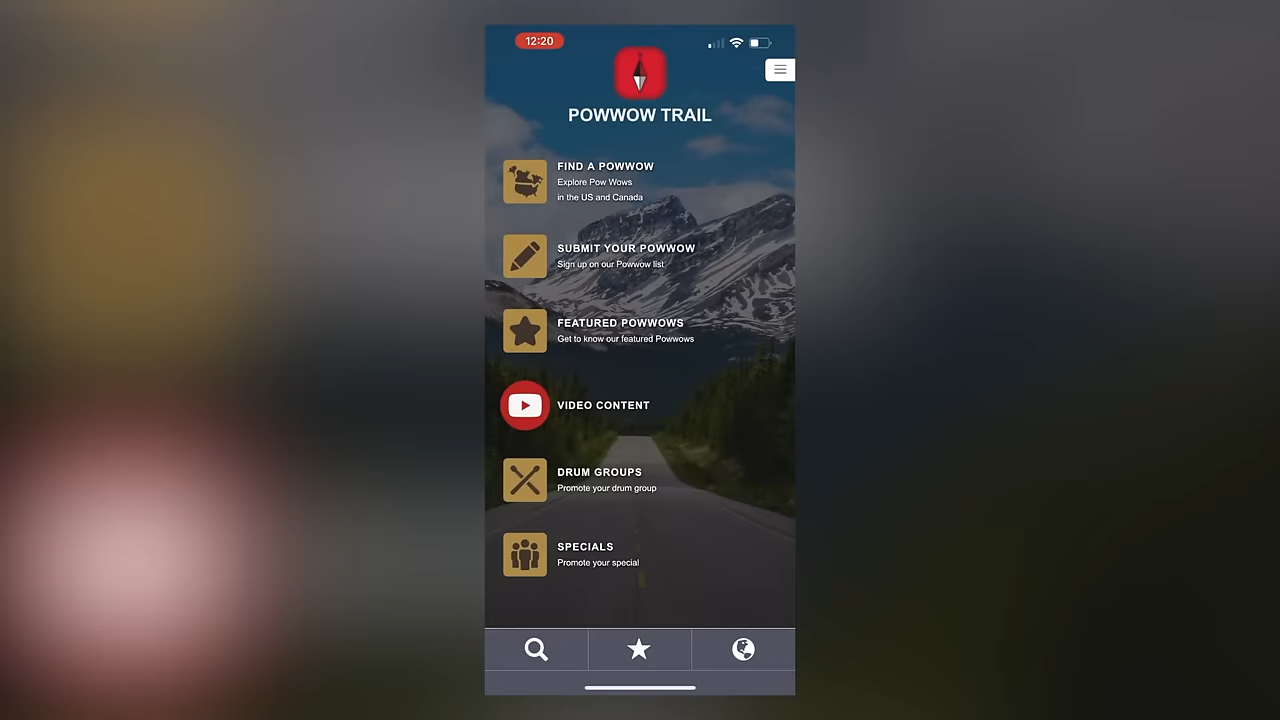 12:20
POWWOW TRAIL
FIND A POWWOW
Explore Pow Wows
in the US and Canada
SUBMIT YOUR POWWOW
Sign up on our Powwow list
FEATURED POWWOWS
Get to know our featured Powwows
VIDEO CONTENT
DRUM GROUPS
Promote your drum group
SPECIALS
Promote your special